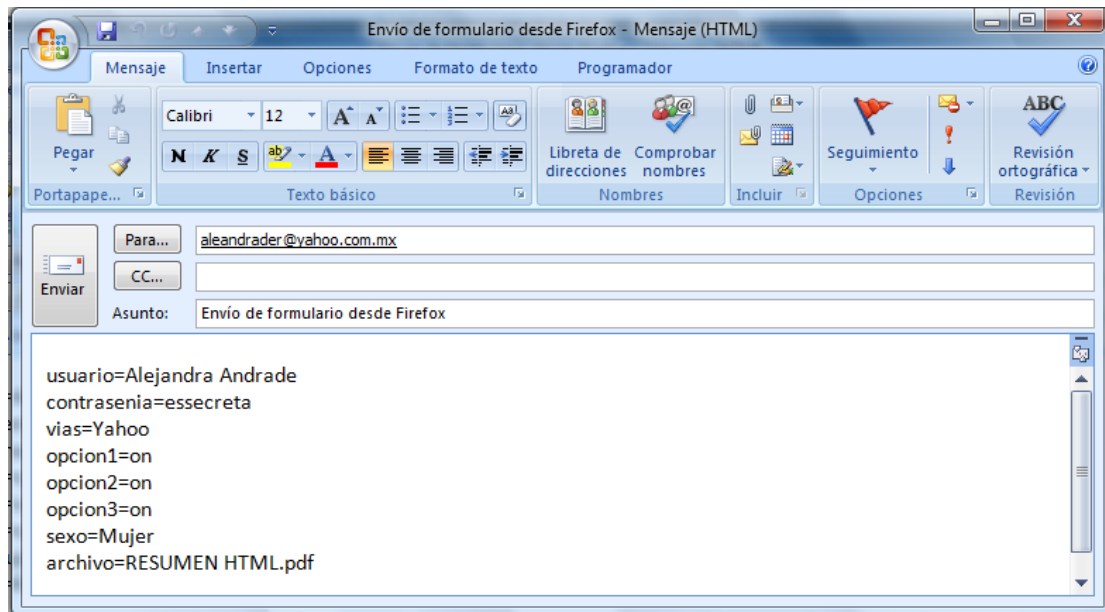 Envío de formulario desde Firefox - Mensaje (HTML)
Mensaje Insertar Opciones Formato de texto Programador
Pegar
Portapape...
Calibri 12
A A
N K S ab A
Texto básico
Libreta de direcciones
Comprobar nombres
Nombres
Incluir
Seguimiento
Opciones
ABC
Revisión
ortográfica
Revisión
Enviar
Para... aleandrader@yahoo.com.mx
CC...
Asunto: Envío de formulario desde Firefox
usuario=Alejandra Andrade
contrasenia=essecreta
vias=Yahoo
opcion1=on
opcion2=on
opcion3=on
sexo=Mujer
archivo=RESUMEN HTML.pdf